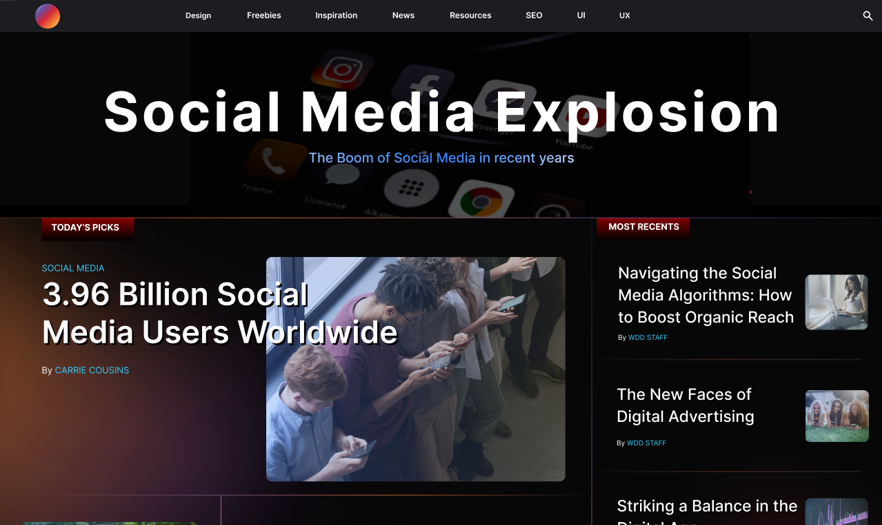 Design Freebies Inspiration News Resources SEO UI UX
Social Media Explosion
The Boom of Social Media in recent years
YouTube
Telefon
Üzenetek
TODAY'S PICKS
SOCIAL MEDIA
3.96 Billion Social
Media Users Worldwide
By CARRIE COUSINS
MOST RECENTS
Navigating the Social
Media Algorithms: How
to Boost Organic Reach
By WDD STAFF
The New Faces of
Digital Advertising
By WDD STAFF
Striking a Balance in the